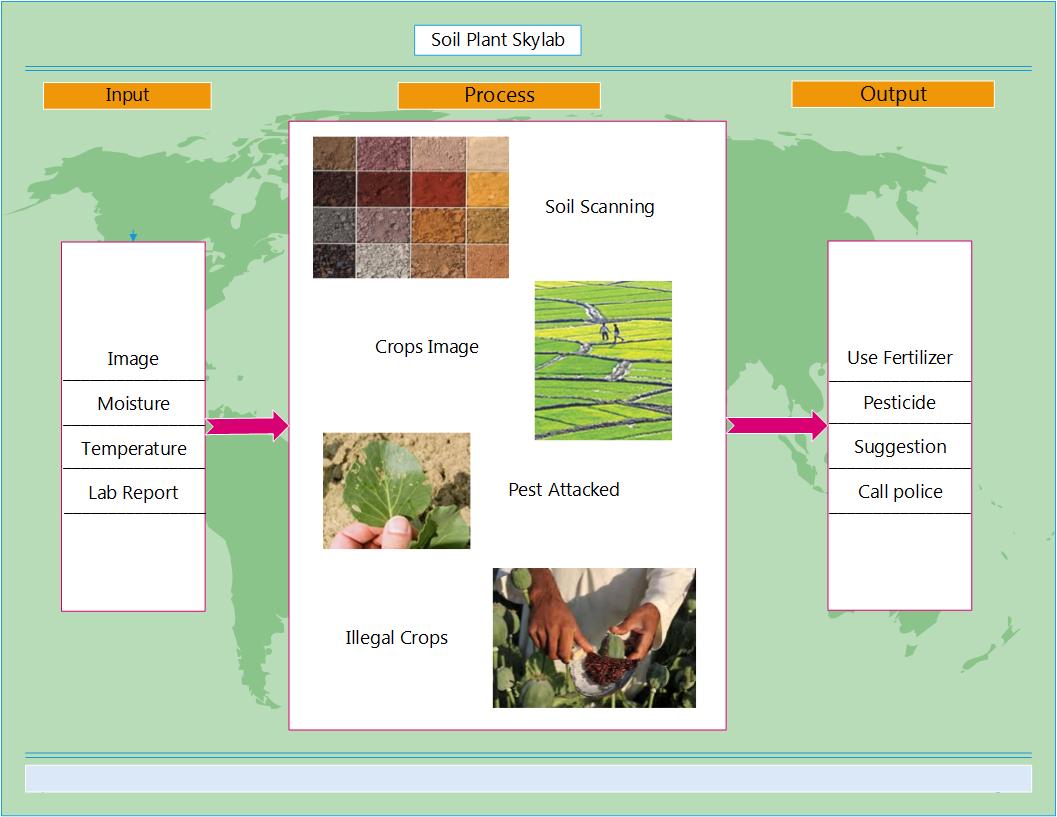 Soil Plant Skylab
Input
Process
Output
Soil Scanning
Crops Image
Pest Attacked
Illegal Crops
Image
Moisture
Temperature
Lab Report
Use Fertilizer
Pesticide
Suggestion
Call police